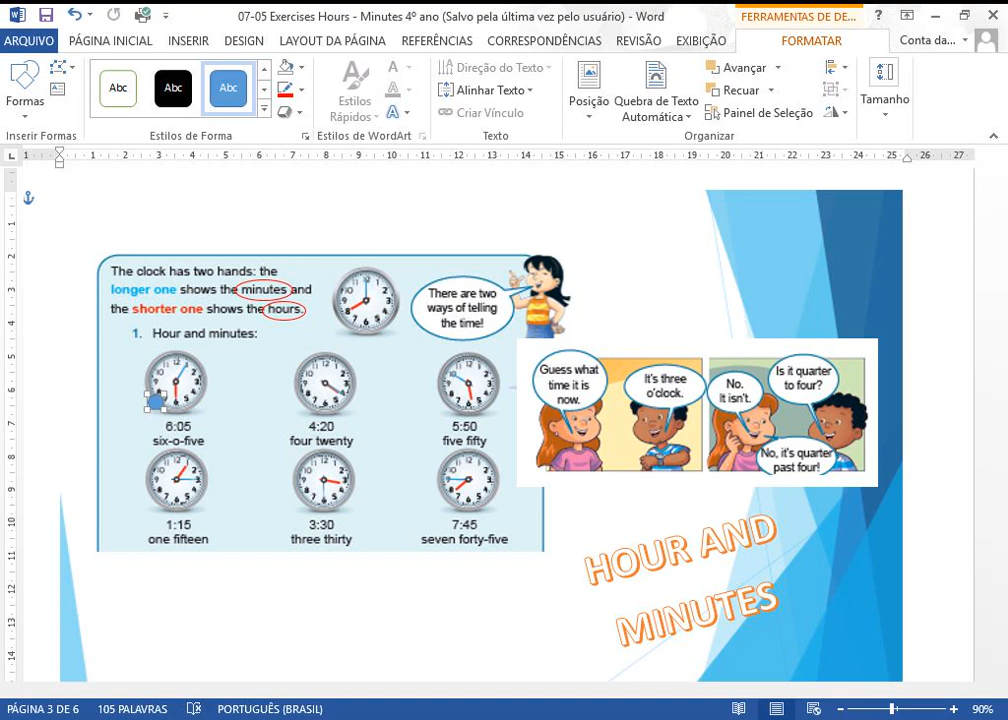 07-05 Exercises Hours - Minutes 4º ano (Salvo pela última vez pelo usuário) - Word
FERRAMENTAS DE DE...
ARQUIVO
PÁGINA INICIAL
INSERIR
DESIGN
LAYOUT DA PÁGINA
REFERÊNCIAS
CORRESPONDÊNCIAS
REVISÃO
EXIBIÇÃO
FORMATAR
Conta da...
Formas
Abc
Abc
Abc
Estilos
Rápidos
Direção do Texto
Alinhar Texto
Criar Vínculo
Posição
Quebra de Texto
Automática
Avançar
Recuar
Painel de Seleção
Tamanho
Inserir Formas
Estilos de Forma
Estilos de WordArt
Texto
Organizar
The clock has two hands: the
longer one shows the minutes and
the shorter one shows the hours.
There are two
ways of telling
the time!
1. Hour and minutes:
6:05
six-o-five
4:20
four twenty
5:50
five fifty
1:15
one fifteen
3:30
three thirty
7:45
seven forty-five
Guess what
time it is
now.
It's three
o'clock.
No.
It isn't.
Is it quarter
to four?
No, it's quarter
past four!
HOUR AND
MINUTES
PÁGINA 3 DE 6
105 PALAVRAS
PORTUGUÊS (BRASIL)
90%